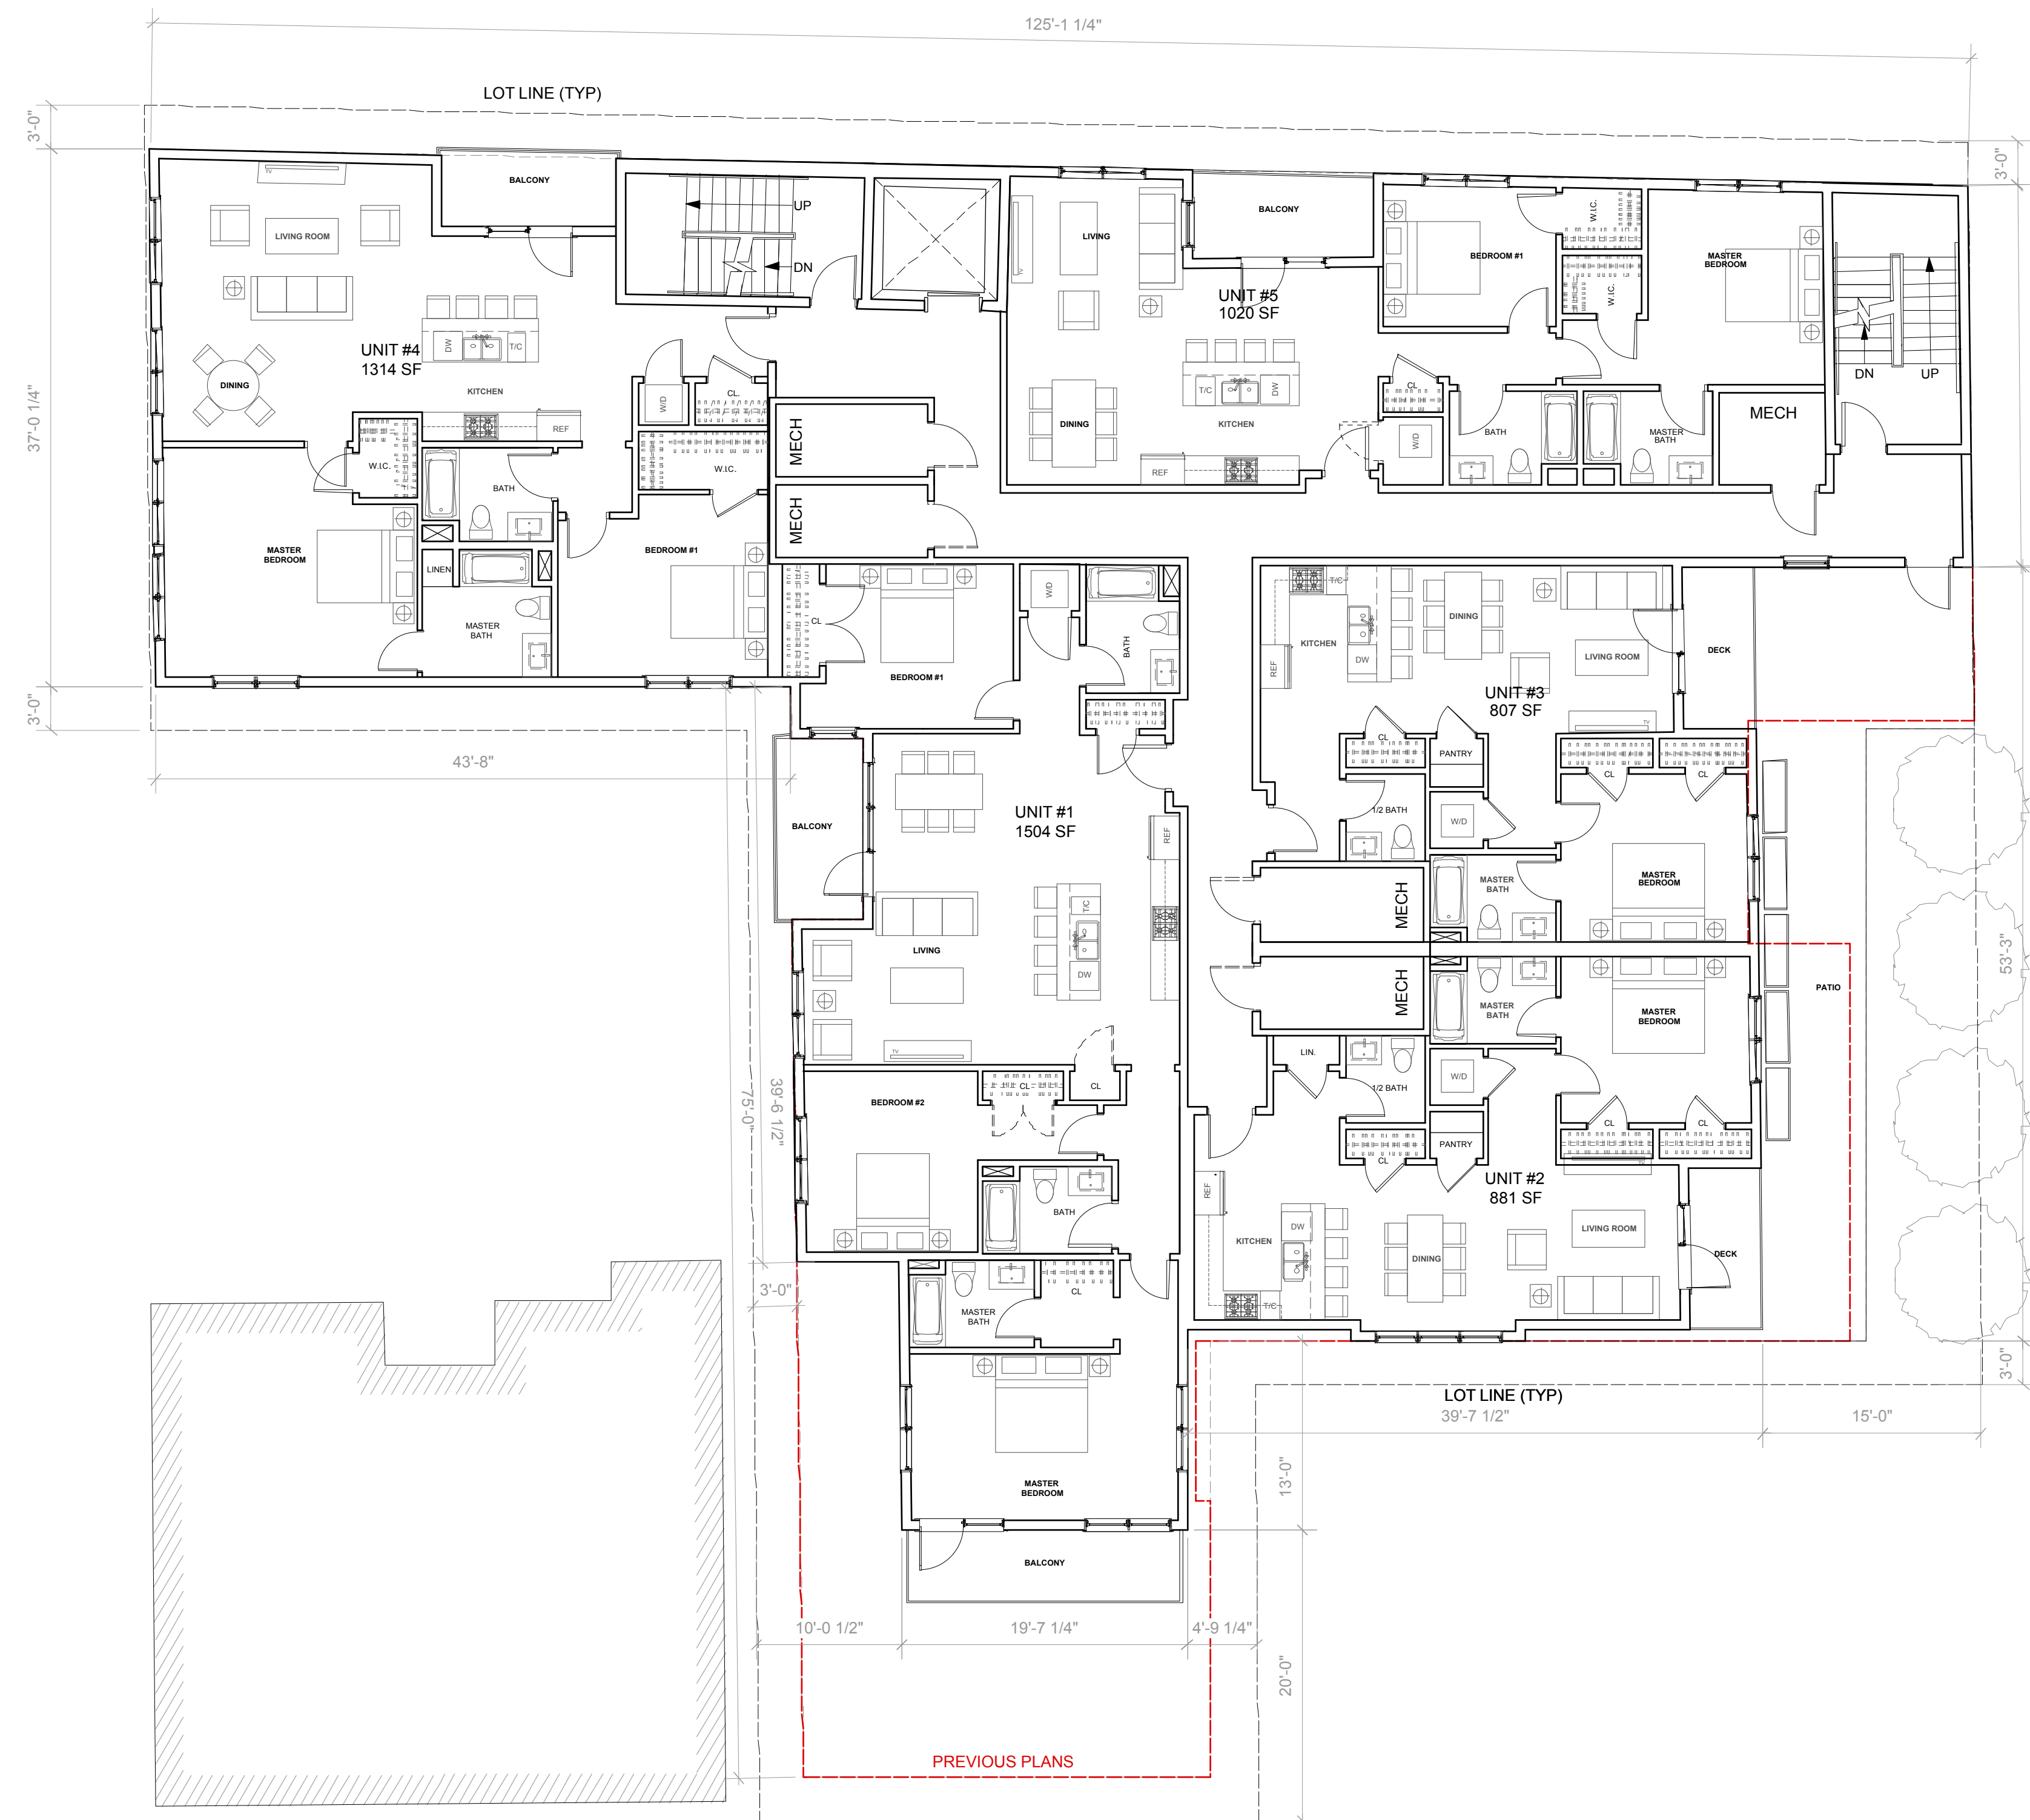 125'-1 1/4"
LOT LINE (TYP)
3'-0"
3'-0"
TV
BALCONY
UP
DN
LIVING ROOM
LIVING
TV
BALCONY
BEDROOM #1
W.I.C.
W.I.C.
MASTER
BEDROOM
UNIT #5
1020 SF
DN
UP
UNIT #4
1314 SF
DW
T/C
DINING
KITCHEN
REF
W/D
CL.
MECH
37'-0 1/4"
T/C
DW
DINING
KITCHEN
REF
CL
W/D
BATH
MASTER
BATH
MECH
W.I.C.
BATH
W.I.C.
MECH
MASTER
BEDROOM
LINEN
BEDROOM #1
MASTER
BATH
CL
BEDROOM #1
W/D
BATH
T/C
KITCHEN
REF
DW
DINING
LIVING ROOM
DECK
TV
UNIT #3
807 SF
3'-0"
43'-8"
CL
PANTRY
CL
CL
BALCONY
UNIT #1
1504 SF
REF
1/2 BATH
W/D
MECH
MASTER
BATH
MASTER
BEDROOM
T/C
DW
LIVING
TV
53'-3"
MECH
MASTER
BATH
MASTER
BEDROOM
PATIO
LIN.
1/2 BATH
W/D
CL
CL
BEDROOM #2
75'-0"
39'-6 1/2"
CL
PANTRY
CL
CL
TV
UNIT #2
881 SF
REF
BATH
KITCHEN
DW
DINING
LIVING ROOM
DECK
T/C
3'-0"
MASTER
BATH
CL
3'-0"
LOT LINE (TYP)
39'-7 1/2"
15'-0"
MASTER
BEDROOM
13'-0"
BALCONY
10'-0 1/2"
19'-7 1/4"
4'-9 1/4"
20'-0"
PREVIOUS PLANS